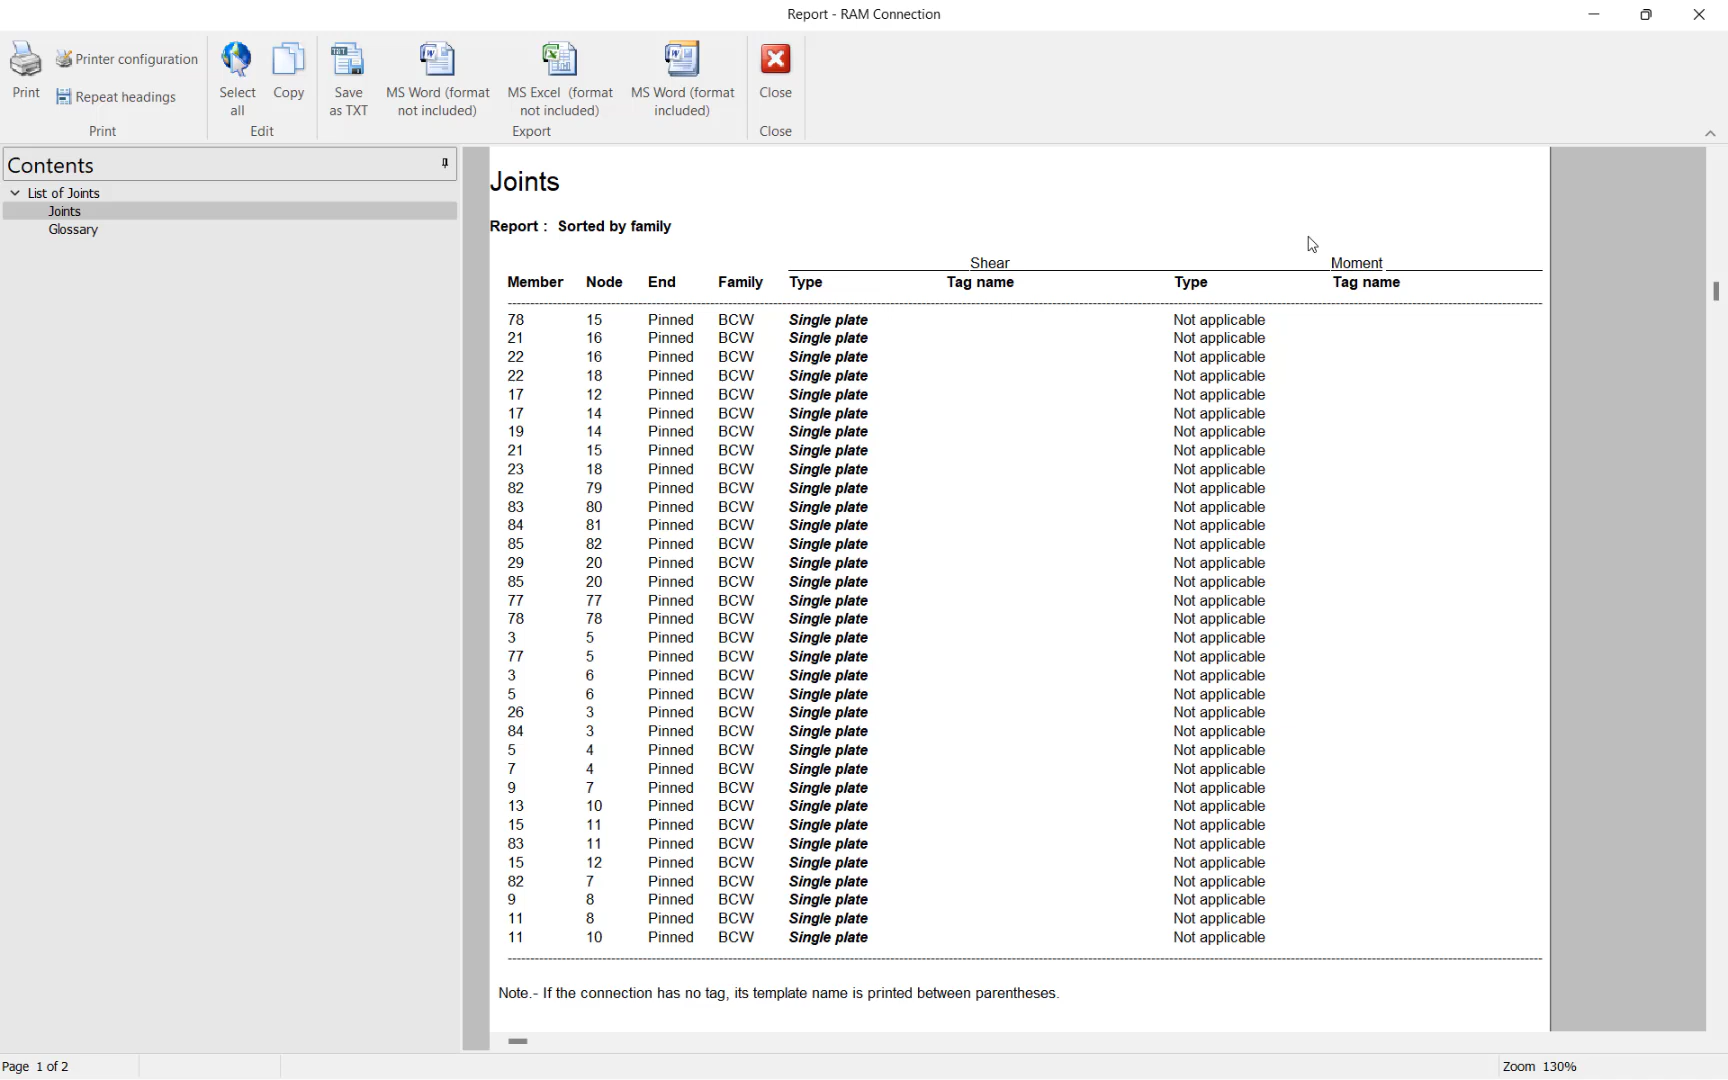 Report - RAM Connection
Print
Printer configuration
Repeat headings
Print
Select all
Copy
Edit
Save as TXT
MS Word (format not included)
MS Excel (format not included)
MS Word (format included)
Export
Close
Close
Contents
List of Joints
Joints
Glossary
Joints
Report : Sorted by family
Shear Moment
Member Node End Family Type Tag name Type Tag name
78 15 Pinned BCW Single plate Not applicable
21 16 Pinned BCW Single plate Not applicable
22 16 Pinned BCW Single plate Not applicable
22 18 Pinned BCW Single plate Not applicable
17 12 Pinned BCW Single plate Not applicable
17 14 Pinned BCW Single plate Not applicable
19 14 Pinned BCW Single plate Not applicable
21 15 Pinned BCW Single plate Not applicable
23 18 Pinned BCW Single plate Not applicable
82 79 Pinned BCW Single plate Not applicable
83 80 Pinned BCW Single plate Not applicable
84 81 Pinned BCW Single plate Not applicable
85 82 Pinned BCW Single plate Not applicable
29 20 Pinned BCW Single plate Not applicable
85 20 Pinned BCW Single plate Not applicable
77 77 Pinned BCW Single plate Not applicable
78 78 Pinned BCW Single plate Not applicable
3 5 Pinned BCW Single plate Not applicable
77 5 Pinned BCW Single plate Not applicable
3 6 Pinned BCW Single plate Not applicable
5 6 Pinned BCW Single plate Not applicable
26 3 Pinned BCW Single plate Not applicable
84 3 Pinned BCW Single plate Not applicable
5 4 Pinned BCW Single plate Not applicable
7 4 Pinned BCW Single plate Not applicable
9 7 Pinned BCW Single plate Not applicable
13 10 Pinned BCW Single plate Not applicable
15 11 Pinned BCW Single plate Not applicable
83 11 Pinned BCW Single plate Not applicable
15 12 Pinned BCW Single plate Not applicable
82 7 Pinned BCW Single plate Not applicable
9 8 Pinned BCW Single plate Not applicable
11 8 Pinned BCW Single plate Not applicable
11 10 Pinned BCW Single plate Not applicable
Note.- If the connection has no tag, its template name is printed between parentheses.
Page 1 of 2
Zoom 130%